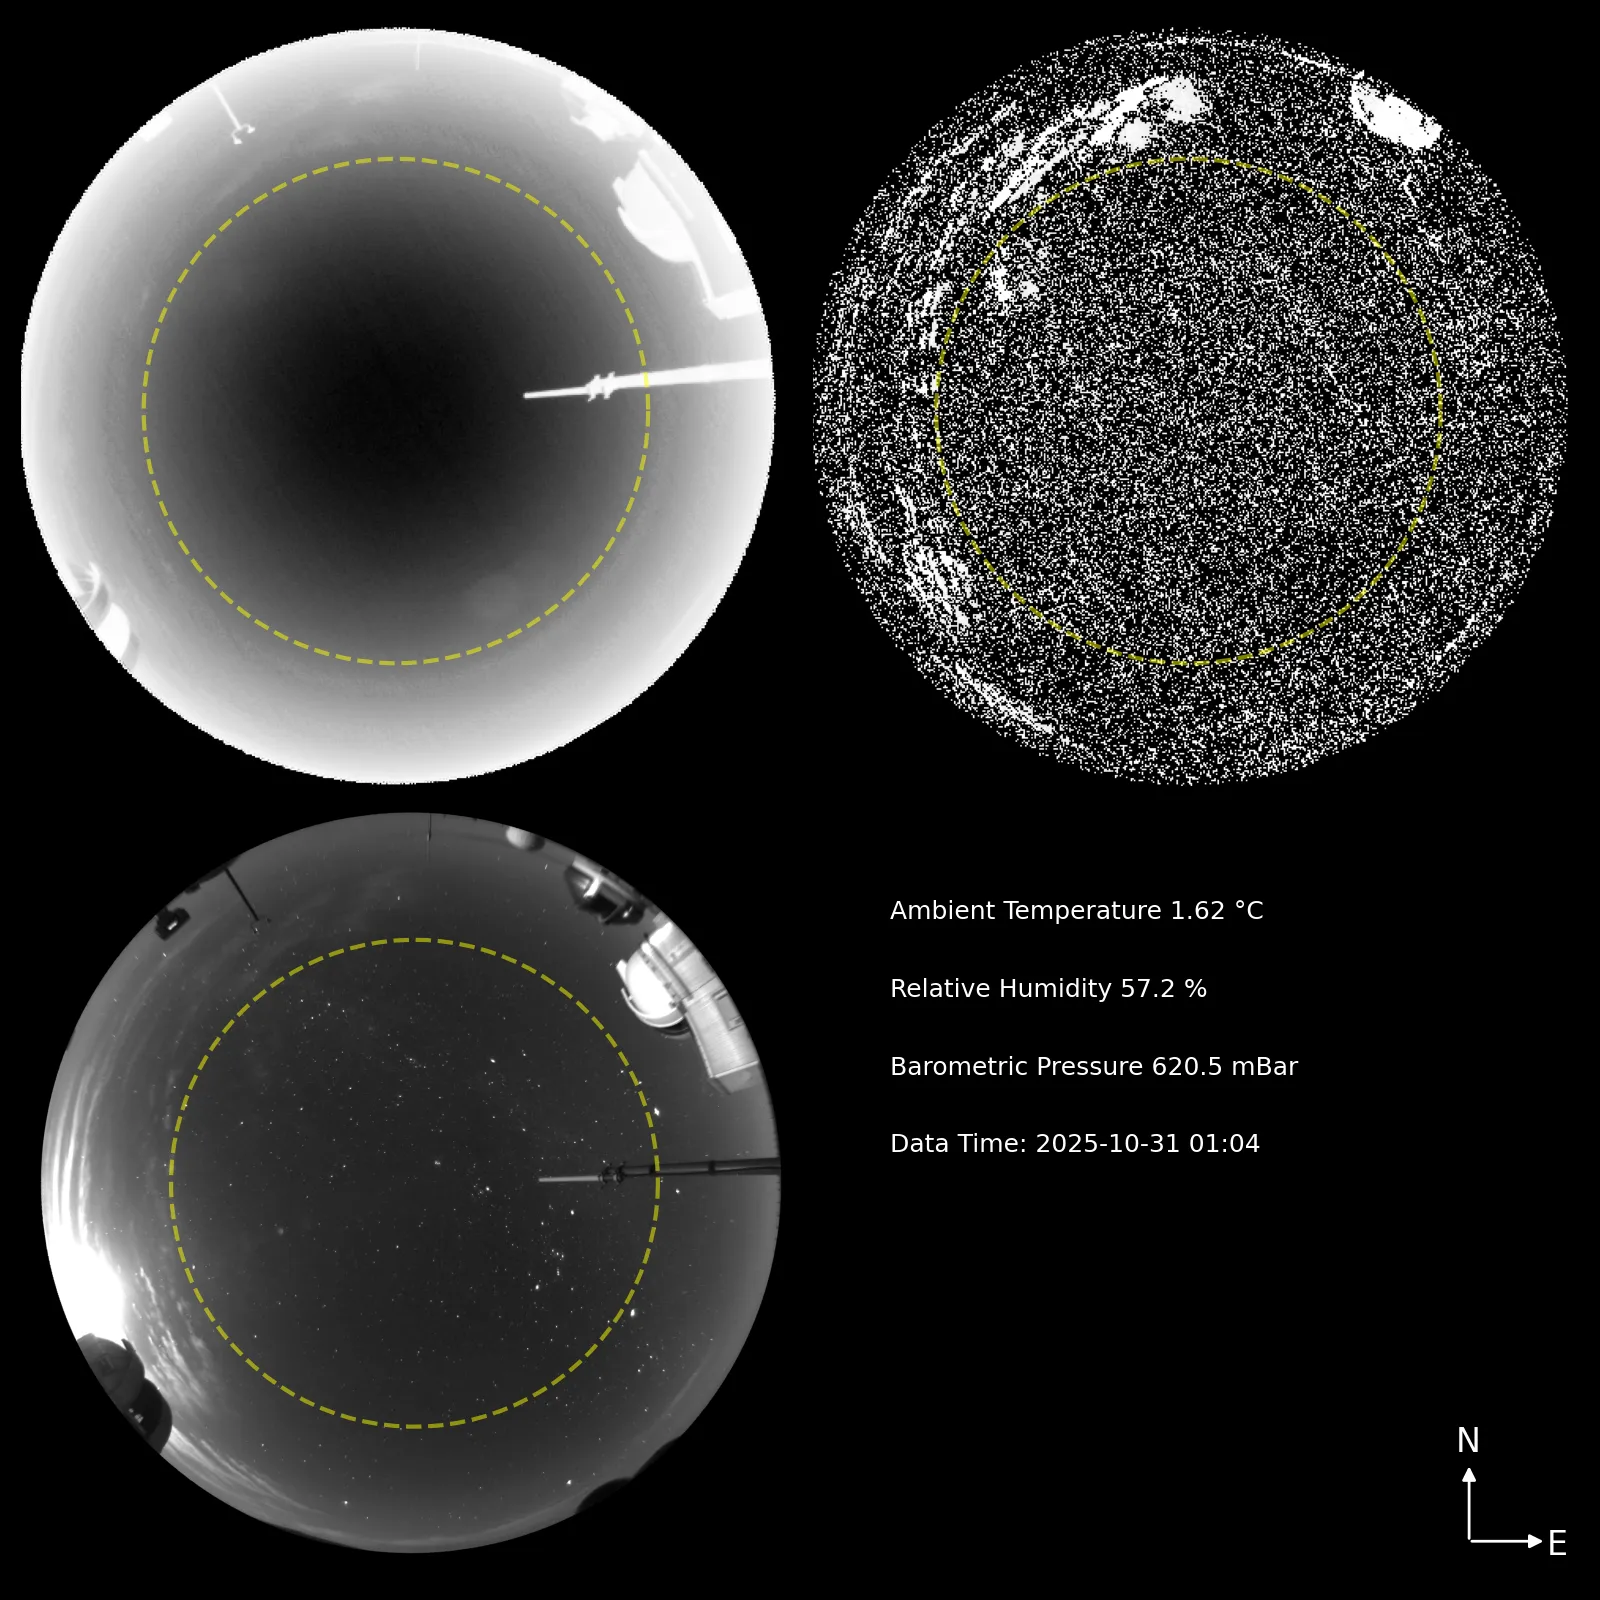 Ambient Temperature 1.62 °C
Relative Humidity 57.2 %
Barometric Pressure 620.5 mBar
Data Time: 2025-10-31 01:04
N
E